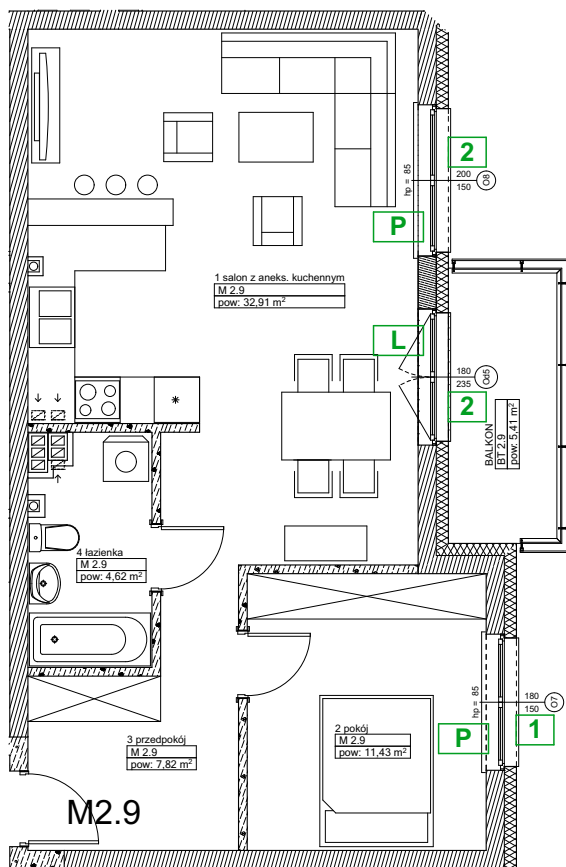 2
200
150
O8
hp = 85
P
1 salon z aneks. kuchennym
M 2.9
pow: 32,91 m²
L
180
235
Od5
2
BALKON
BT 2.9
pow: 5,41 m²
4 łazienka
M 2.9
pow: 4,62 m²
hp = 85
180
150
O7
2 pokój
M 2.9
pow: 11,43 m²
P
1
3 przedpokój
M 2.9
pow: 7,82 m²
M2.9